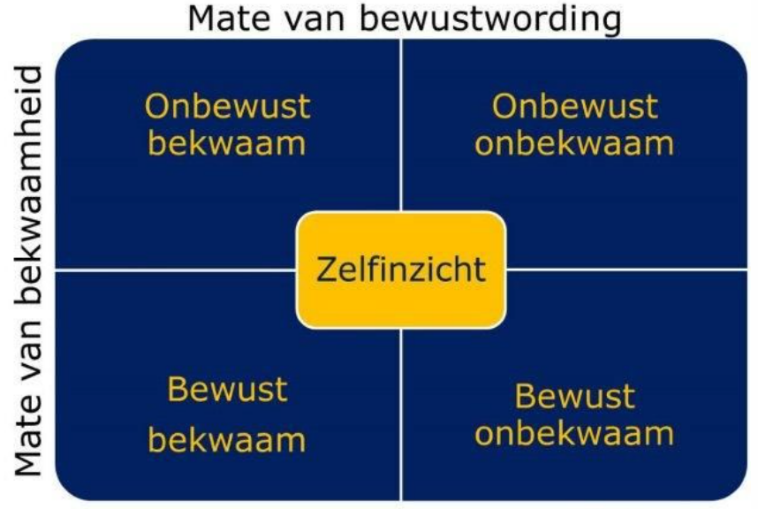 Mate van bewustwording
Mate van bekwaamheid
Onbewust
bekwaam
Onbewust
onbekwaam
Zelfinzicht
Bewust
bekwaam
Bewust
onbekwaam